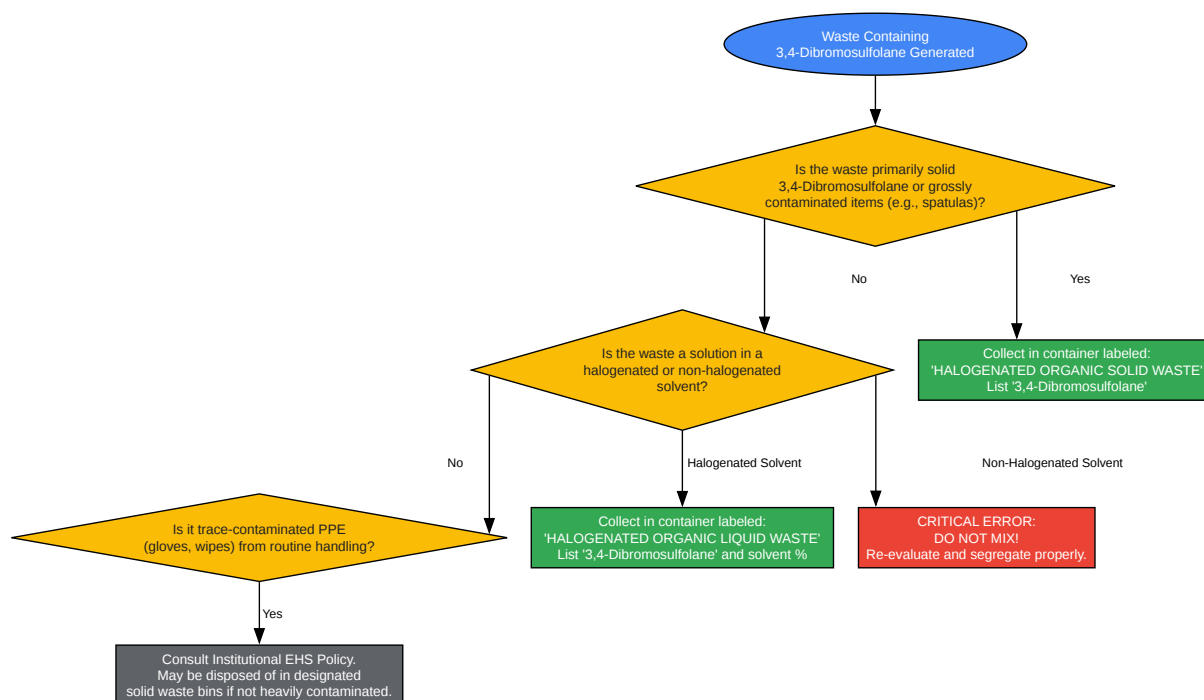 Waste Containing
3,4-Dibromosulfolane Generated
Is the waste primarily solid
3,4-Dibromosulfolane or grossly
contaminated items (e.g., spatulas)?
No
Yes
Is the waste a solution in a
halogenated or non-halogenated
solvent?
Collect in container labeled:
'HALOGENATED ORGANIC SOLID WASTE'
List '3,4-Dibromosulfolane'
No
Halogenated Solvent
Non-Halogenated Solvent
Is it trace-contaminated PPE
(gloves, wipes) from routine handling?
Collect in container labeled:
'HALOGENATED ORGANIC LIQUID WASTE'
List '3,4-Dibromosulfolane' and solvent %
CRITICAL ERROR:
DO NOT MIX!
Re-evaluate and segregate properly.
Yes
Consult Institutional EHS Policy.
May be disposed of in designated
solid waste bins if not heavily contaminated.